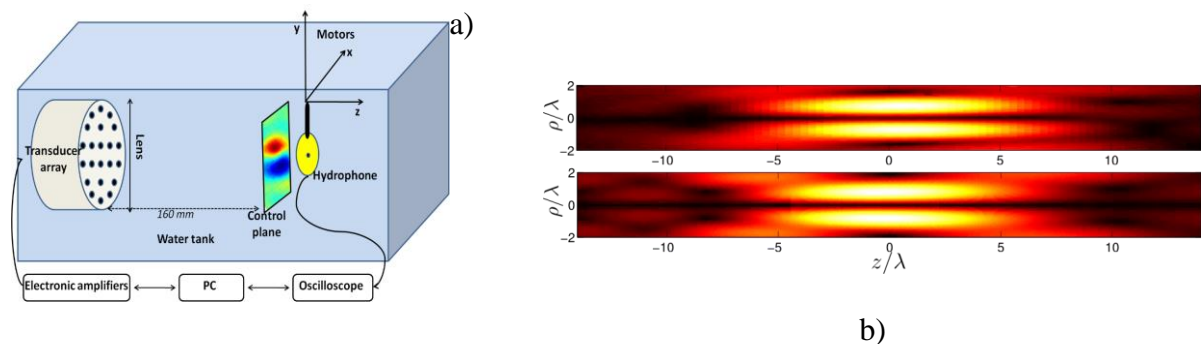 a)
y
Motors
x
z
Transducer
array
Lens
Hydrophone
160 mm
Control
plane
Water tank
Electronic amplifiers
PC
Oscilloscope
ρ/λ
2
0
-2
-10
-5
0
5
10
ρ/λ
2
0
-2
-10
-5
0
5
10
z/λ
b)